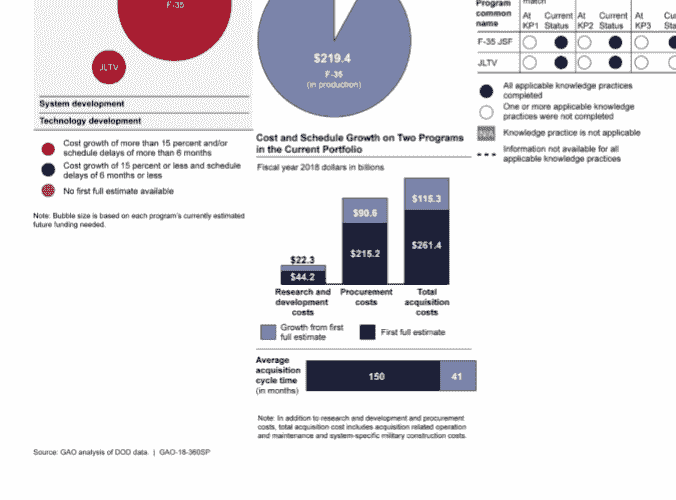 F-35
JLTV
System development
Technology development
Cost growth of more than 15 percent and/or
schedule delays of more than 6 months
Cost growth of 15 percent or less and schedule
delays of 6 months or less
No first full estimate available
Note: Bubble size is based on each program's currently estimated
future funding needed.
$219.4
F-35
(in production)
Cost and Schedule Growth on Two Programs
in the Current Portfolio
Fiscal year 2018 dollars in billions
$22.3
$44.2
$90.6
$215.2
$115.3
$261.4
Research and
development
costs
Procurement
costs
Total
acquisition
costs
Growth from first
full estimate
First full estimate
Average
acquisition
cycle time
(in months)
150
41
Note: In addition to research and development and procurement
costs, total acquisition cost includes acquisition related operation
and maintenance and system-specific military construction costs.
match
Program
common
name
At
KP1
Current
Status
At
KP2
Current
Status
At
KP3
F-35 JSF
JLTV
All applicable knowledge practices
completed
One or more applicable knowledge
practices were not completed
Knowledge practice is not applicable
Information not available for all
applicable knowledge practices
Source: GAO analysis of DOD data. | GAO-18-360SP